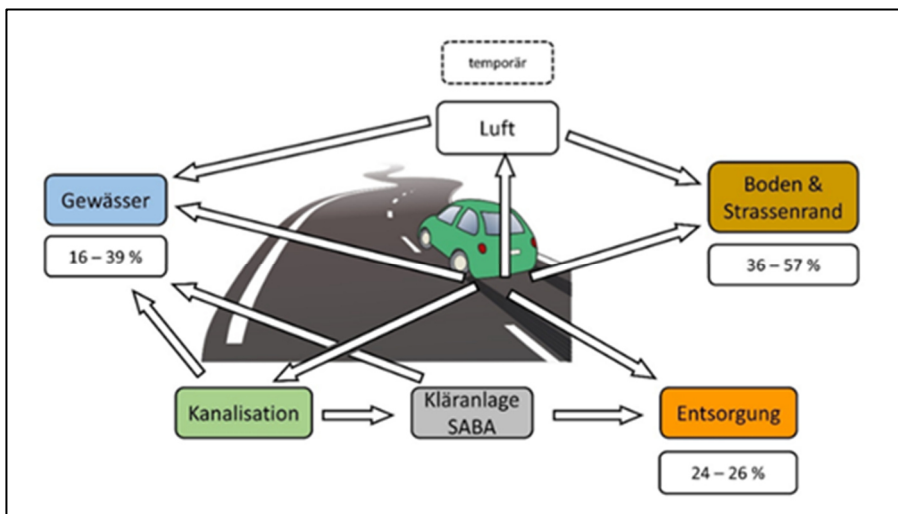 temporär
Luft
Gewässer
16 – 39 %
Boden &
Strassenrand
36 – 57 %
Kanalisation
Kläranlage
SABA
Entsorgung
24 – 26 %